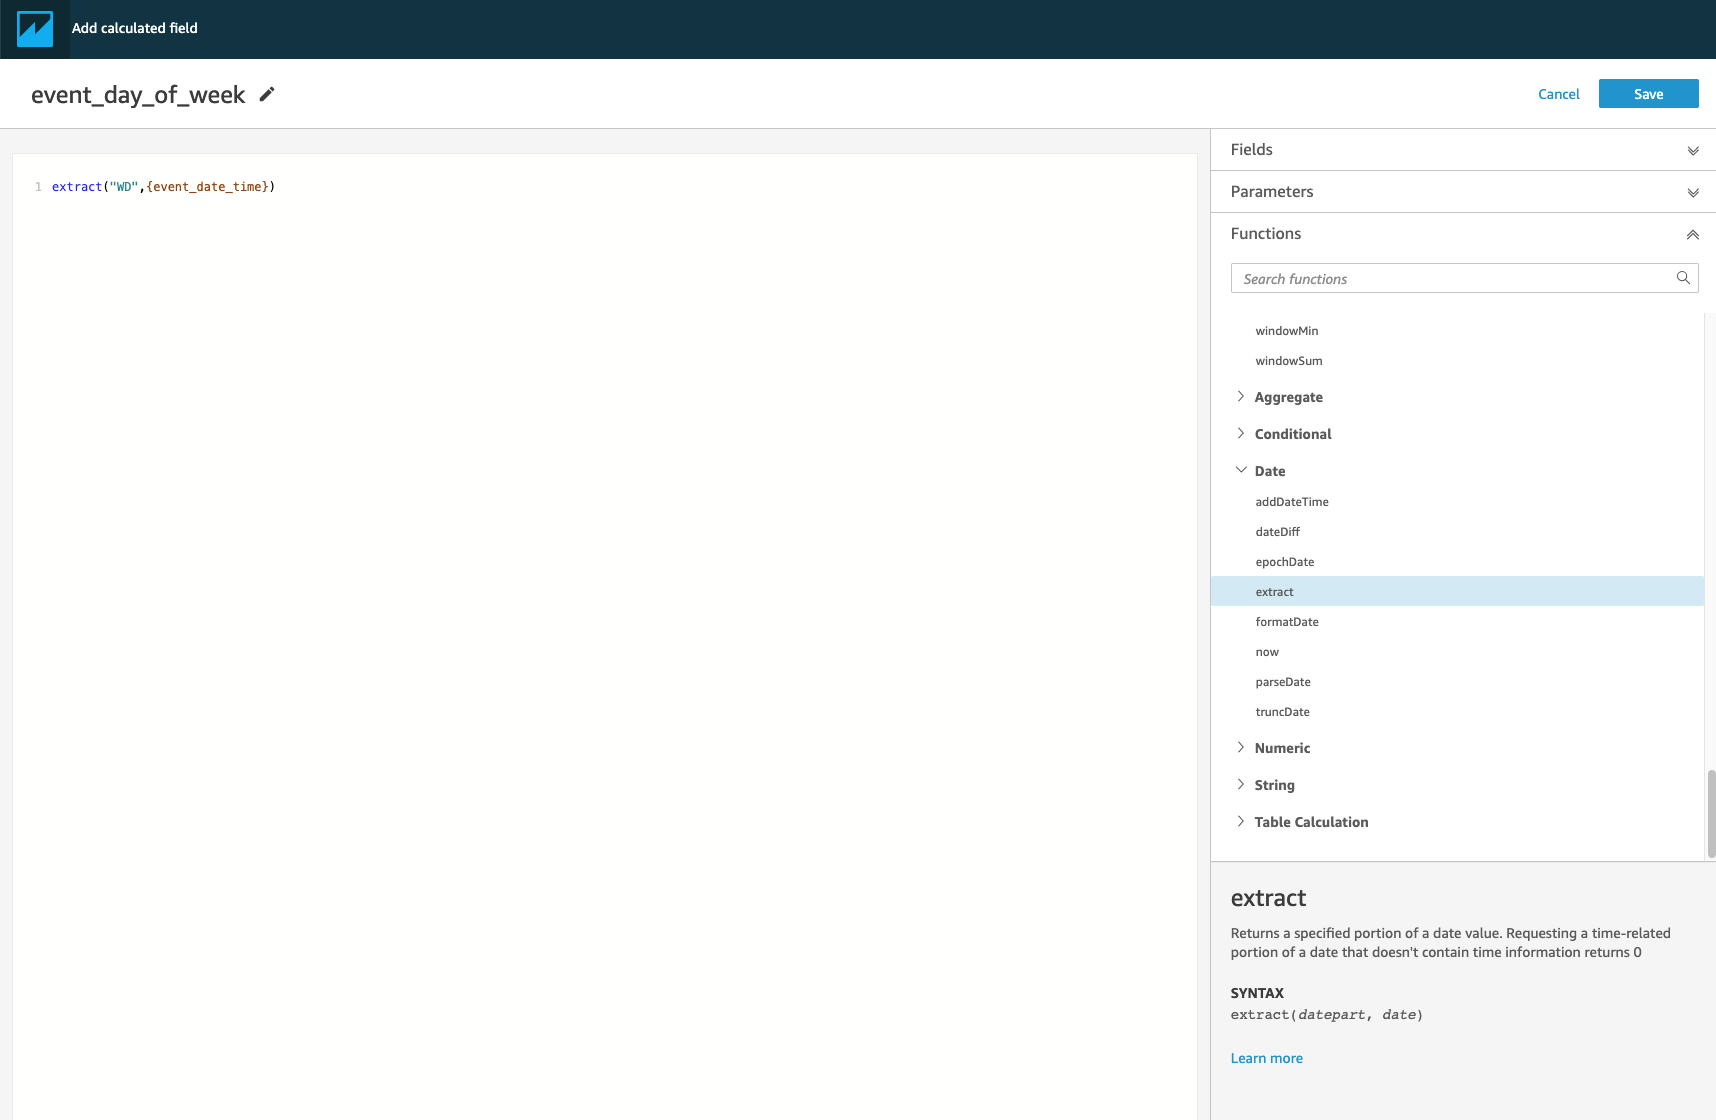 Add calculated field
event_day_of_week
Cancel
Save
1 extract("WD",{event_date_time})
Fields
Parameters
Functions
Search functions
windowMin
windowSum
Aggregate
Conditional
Date
addDateTime
dateDiff
epochDate
extract
formatDate
now
parseDate
truncDate
Numeric
String
Table Calculation
extract
Returns a specified portion of a date value. Requesting a time-related
portion of a date that doesn't contain time information returns 0
SYNTAX
extract(datepart, date)
Learn more